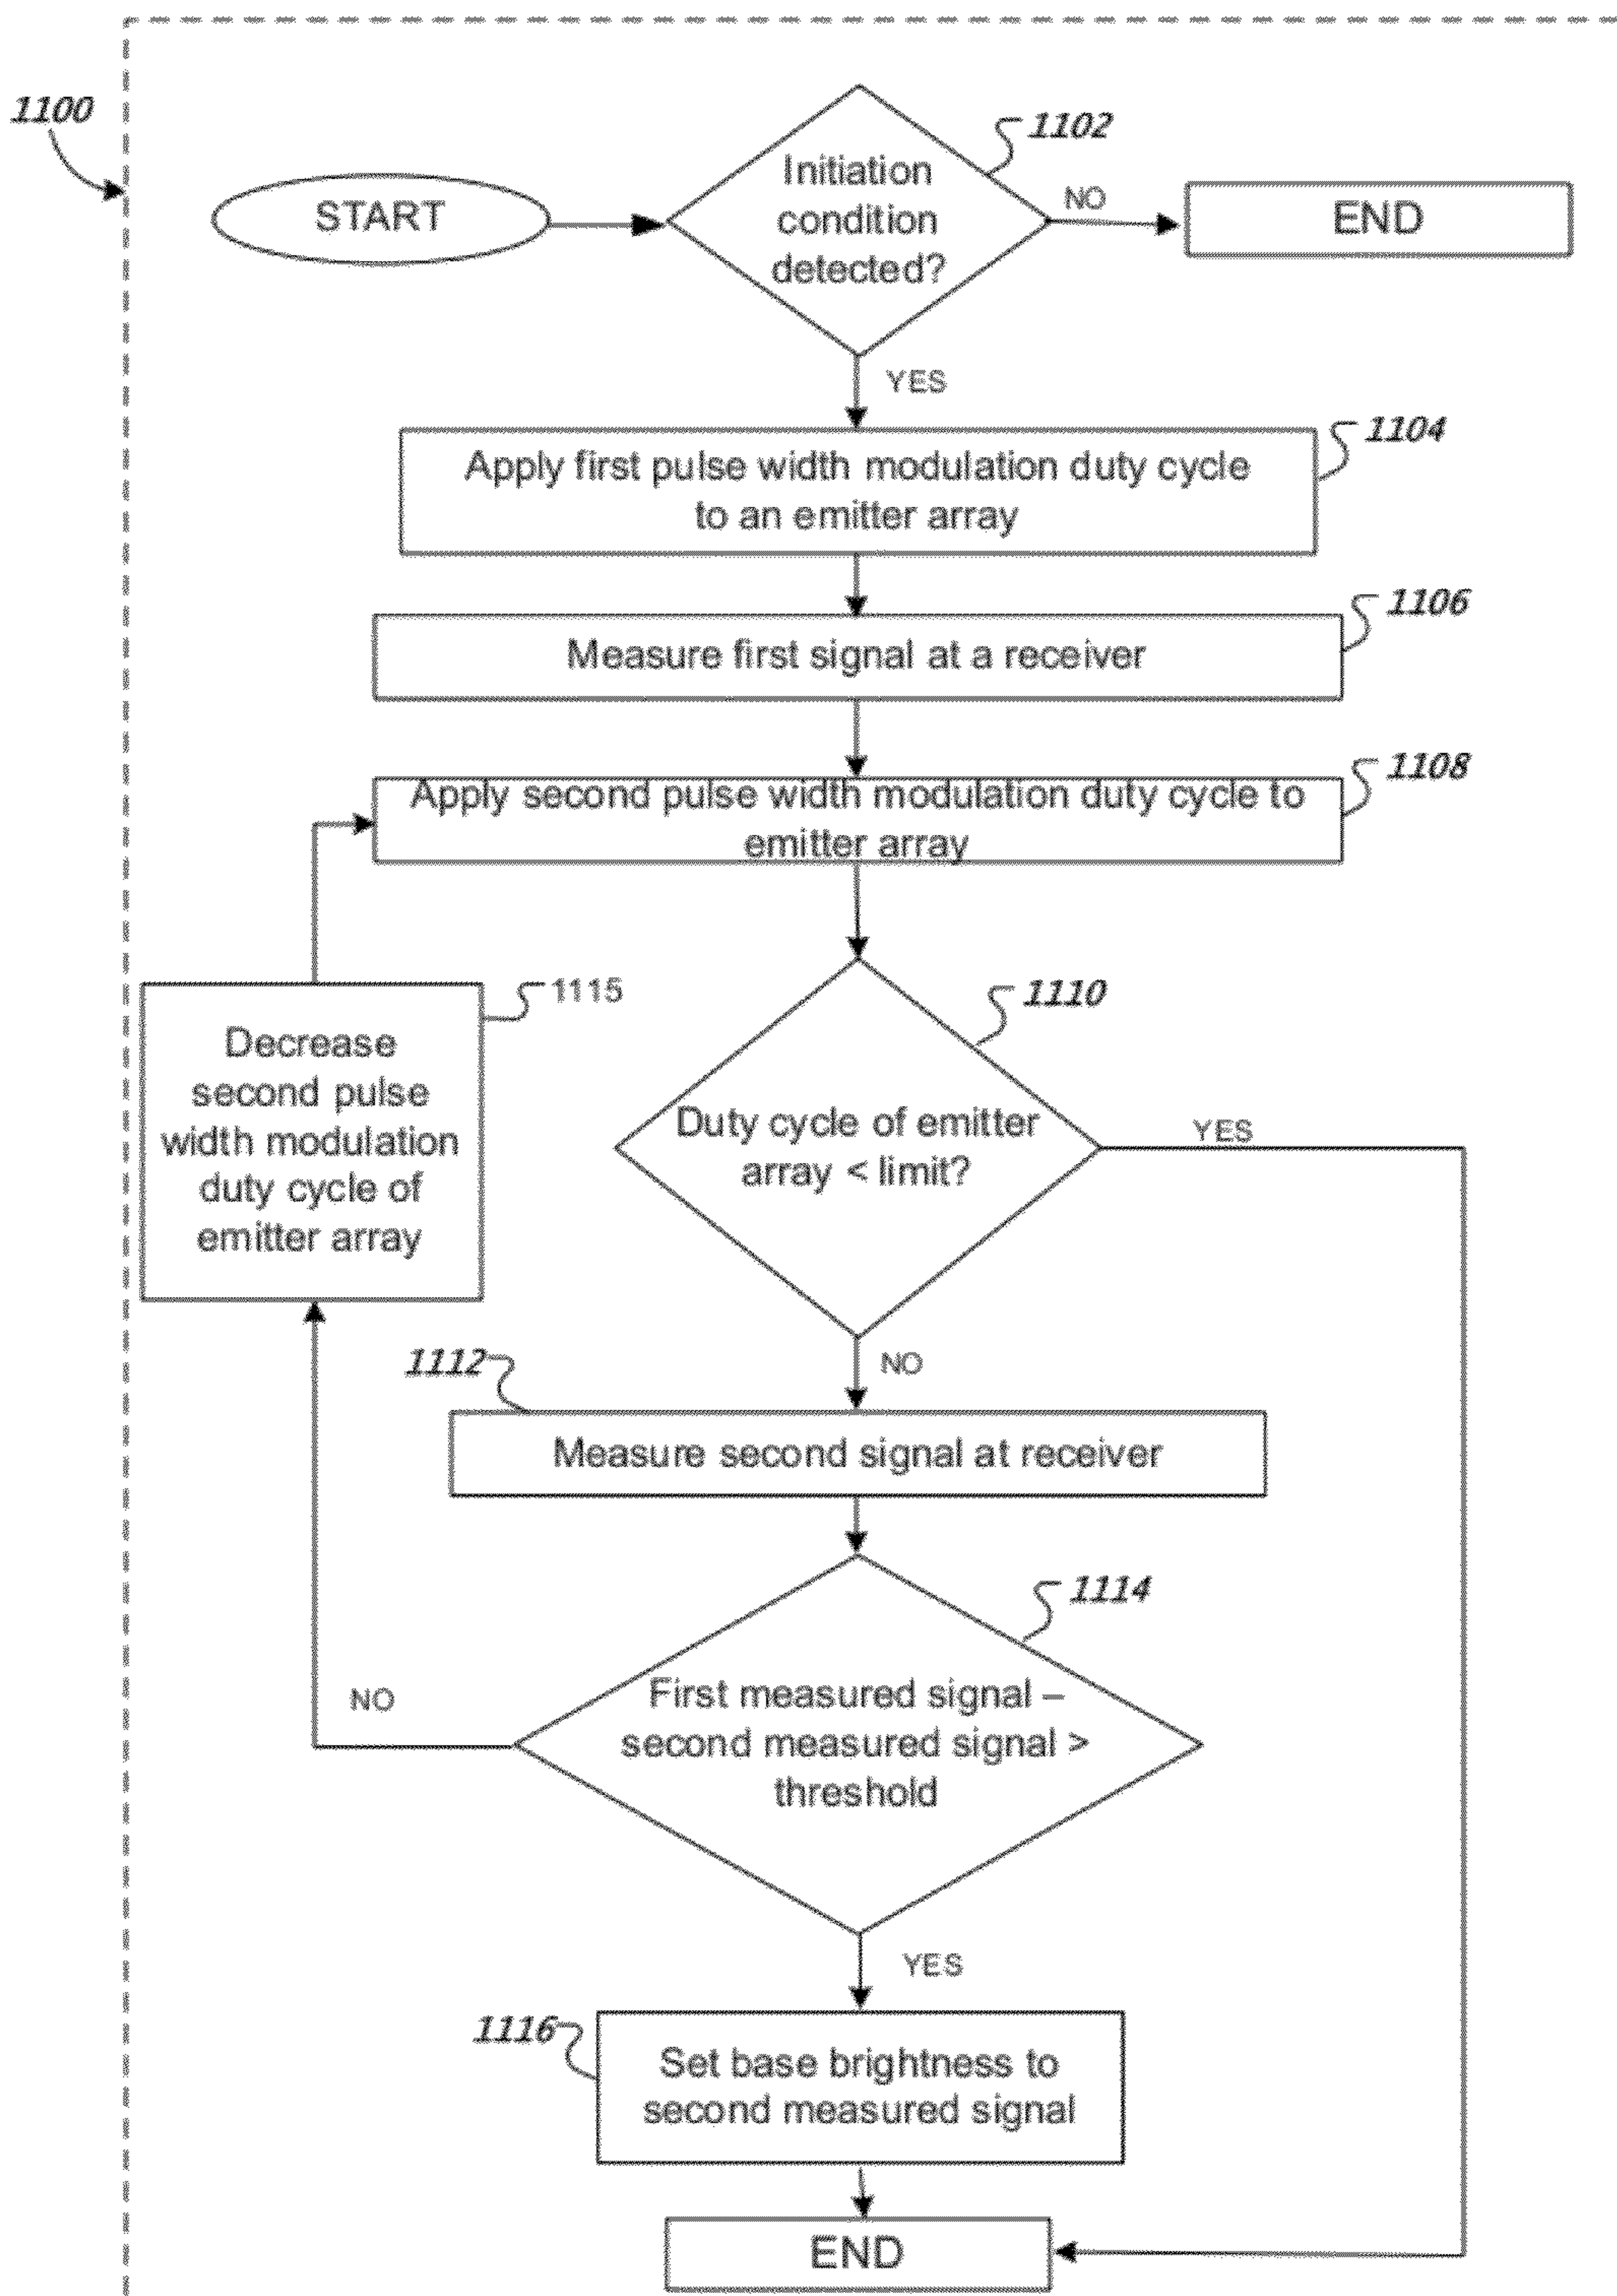 1100
1102
Initiation
condition
detected?
START
NO
END
YES
1104
Apply first pulse width modulation duty cycle
to an emitter array
1106
Measure first signal at a receiver
1108
Apply second pulse width modulation duty cycle to
emitter array
1115
Decrease
second pulse
width modulation
duty cycle of
emitter array
1110
Duty cycle of emitter
array < limit?
YES
NO
1112
Measure second signal at receiver
1114
First measured signal –
second measured signal >
threshold
NO
YES
1116
Set base brightness to
second measured signal
END